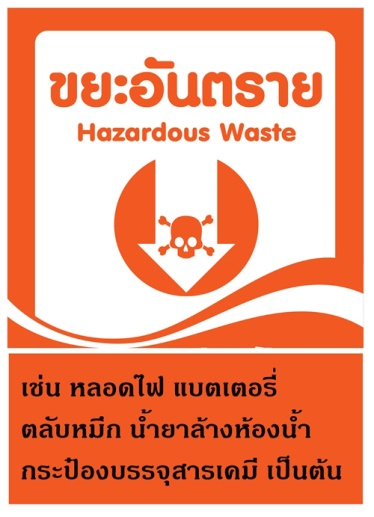 ขยะอันตราย
Hazardous Waste
เช่น หลอดไฟ แบตเตอรี่
ตลับหมึก น้ำยาล้างห้องน้ำ
กระป๋องบรรจุสารเคมี เป็นต้น